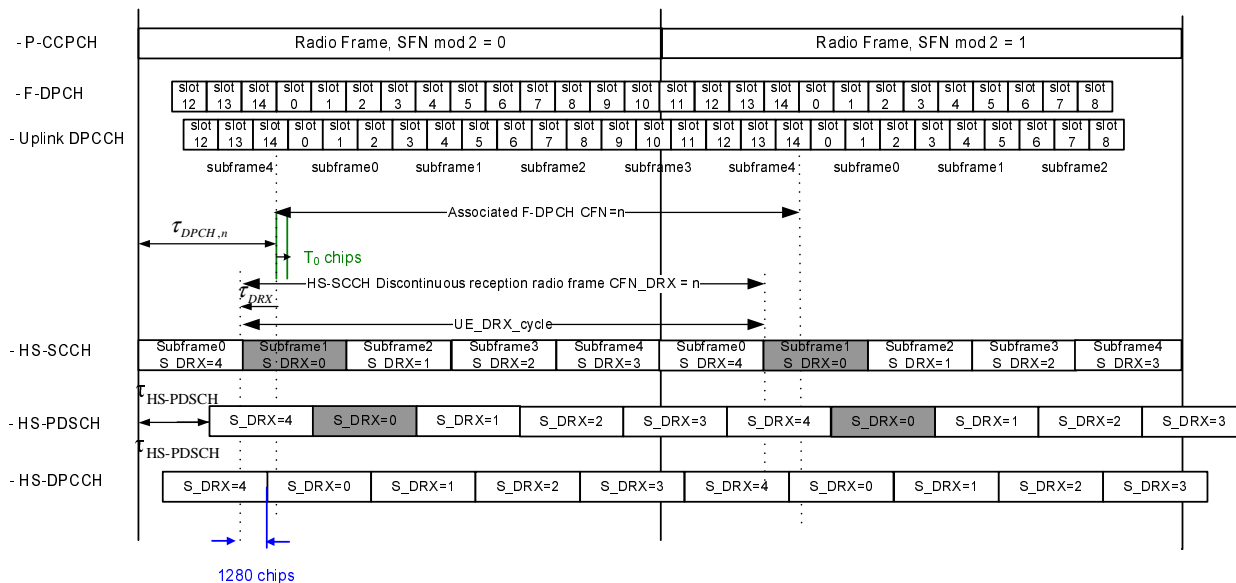 - P-CCPCH
Radio Frame, SFN mod 2 = 0
Radio Frame, SFN mod 2 = 1
- F-DPCH
slot 12 slot 13 slot 14 slot 0 slot 1 slot 2 slot 3 slot 4 slot 5 slot 6 slot 7 slot 8 slot 9 slot 10 slot 11 slot 12 slot 13 slot 14 slot 0 slot 1 slot 2 slot 3 slot 4 slot 5 slot 6 slot 7 slot 8
- Uplink DPCCH
slot 12 slot 13 slot 14 slot 0 slot 1 slot 2 slot 3 slot 4 slot 5 slot 6 slot 7 slot 8 slot 9 slot 10 slot 11 slot 12 slot 13 slot 14 slot 0 slot 1 slot 2 slot 3 slot 4 slot 5 slot 6 slot 7 slot 8
subframe4 subframe0 subframe1 subframe2 subframe3 subframe4 subframe0 subframe1 subframe2
Associated F-DPCH CFN=n
τDPCH,n
T0 chips
HS-SCCH Discontinuous reception radio frame CFN_DRX = n
τDRX
UE_DRX_cycle
- HS-SCCH
Subframe0 Subframe1 Subframe2 Subframe3 Subframe4 Subframe0 Subframe1 Subframe2 Subframe3 Subframe4
S_DRX=4 S_DRX=0 S_DRX=1 S_DRX=2 S_DRX=3 S_DRX=4 S_DRX=0 S_DRX=1 S_DRX=2 S_DRX=3
τHS-PDSCH
- HS-PDSCH
S_DRX=4 S_DRX=0 S_DRX=1 S_DRX=2 S_DRX=3 S_DRX=4 S_DRX=0 S_DRX=1 S_DRX=2 S_DRX=3
τHS-PDSCH
- HS-DPCCH
S_DRX=4 S_DRX=0 S_DRX=1 S_DRX=2 S_DRX=3 S_DRX=4 S_DRX=0 S_DRX=1 S_DRX=2 S_DRX=3
1280 chips